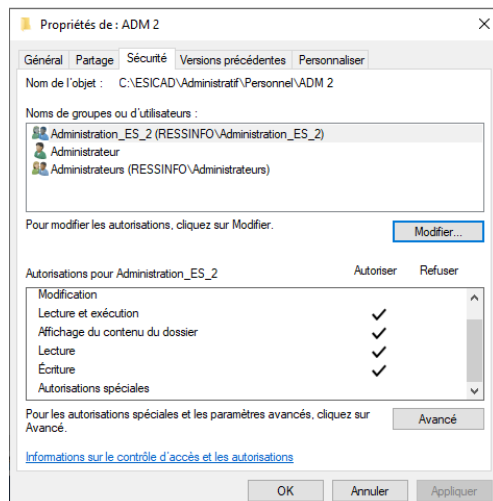 Propriétés de : ADM 2
Général Partage Sécurité Versions précédentes Personnaliser
Nom de l'objet : C:\ESICAD\Administratif\Personnel\ADM 2
Noms de groupes ou d'utilisateurs :
Administration_ES_2 (RESSINFO\Administration_ES_2)
Administrateur
Administrateurs (RESSINFO\Administrateurs)
Pour modifier les autorisations, cliquez sur Modifier.
Modifier...
Autorisations pour Administration_ES_2 Autoriser Refuser
Modification
Lecture et exécution
Affichage du contenu du dossier
Lecture
Écriture
Autorisations spéciales
Pour les autorisations spéciales et les paramètres avancés, cliquez sur
Avancé.
Avancé
Informations sur le contrôle d'accès et les autorisations
OK Annuler Appliquer